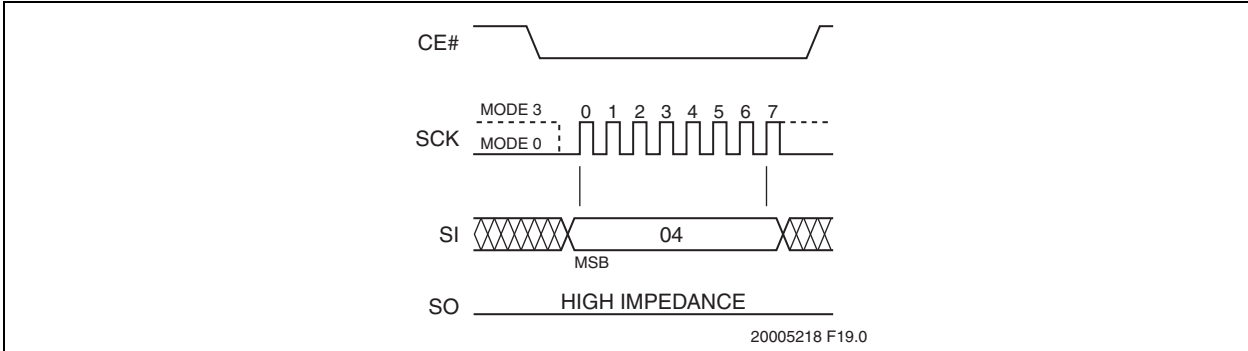 CE#
MODE 3
0 1 2 3 4 5 6 7
SCK
MODE 0
SI
04
MSB
SO
HIGH IMPEDANCE
20005218 F19.0